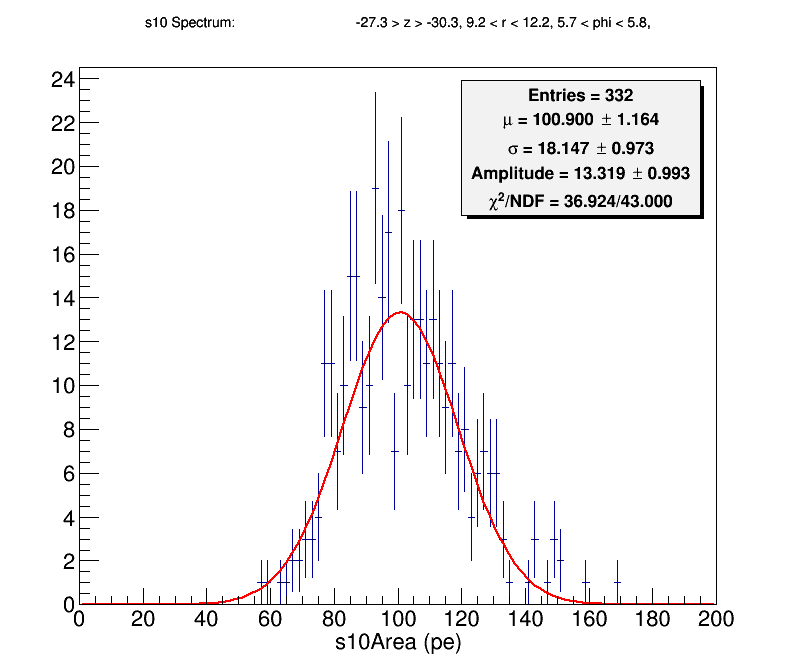 s10 Spectrum: -27.3 > z > -30.3, 9.2 < r < 12.2, 5.7 < phi < 5.8,
Entries = 332
μ = 100.900 ± 1.164
σ = 18.147 ± 0.973
Amplitude = 13.319 ± 0.993
χ²/NDF = 36.924/43.000
24
22
20
18
16
14
12
10
8
6
4
2
0
0 20 40 60 80 100 120 140 160 180 200
s10Area (pe)